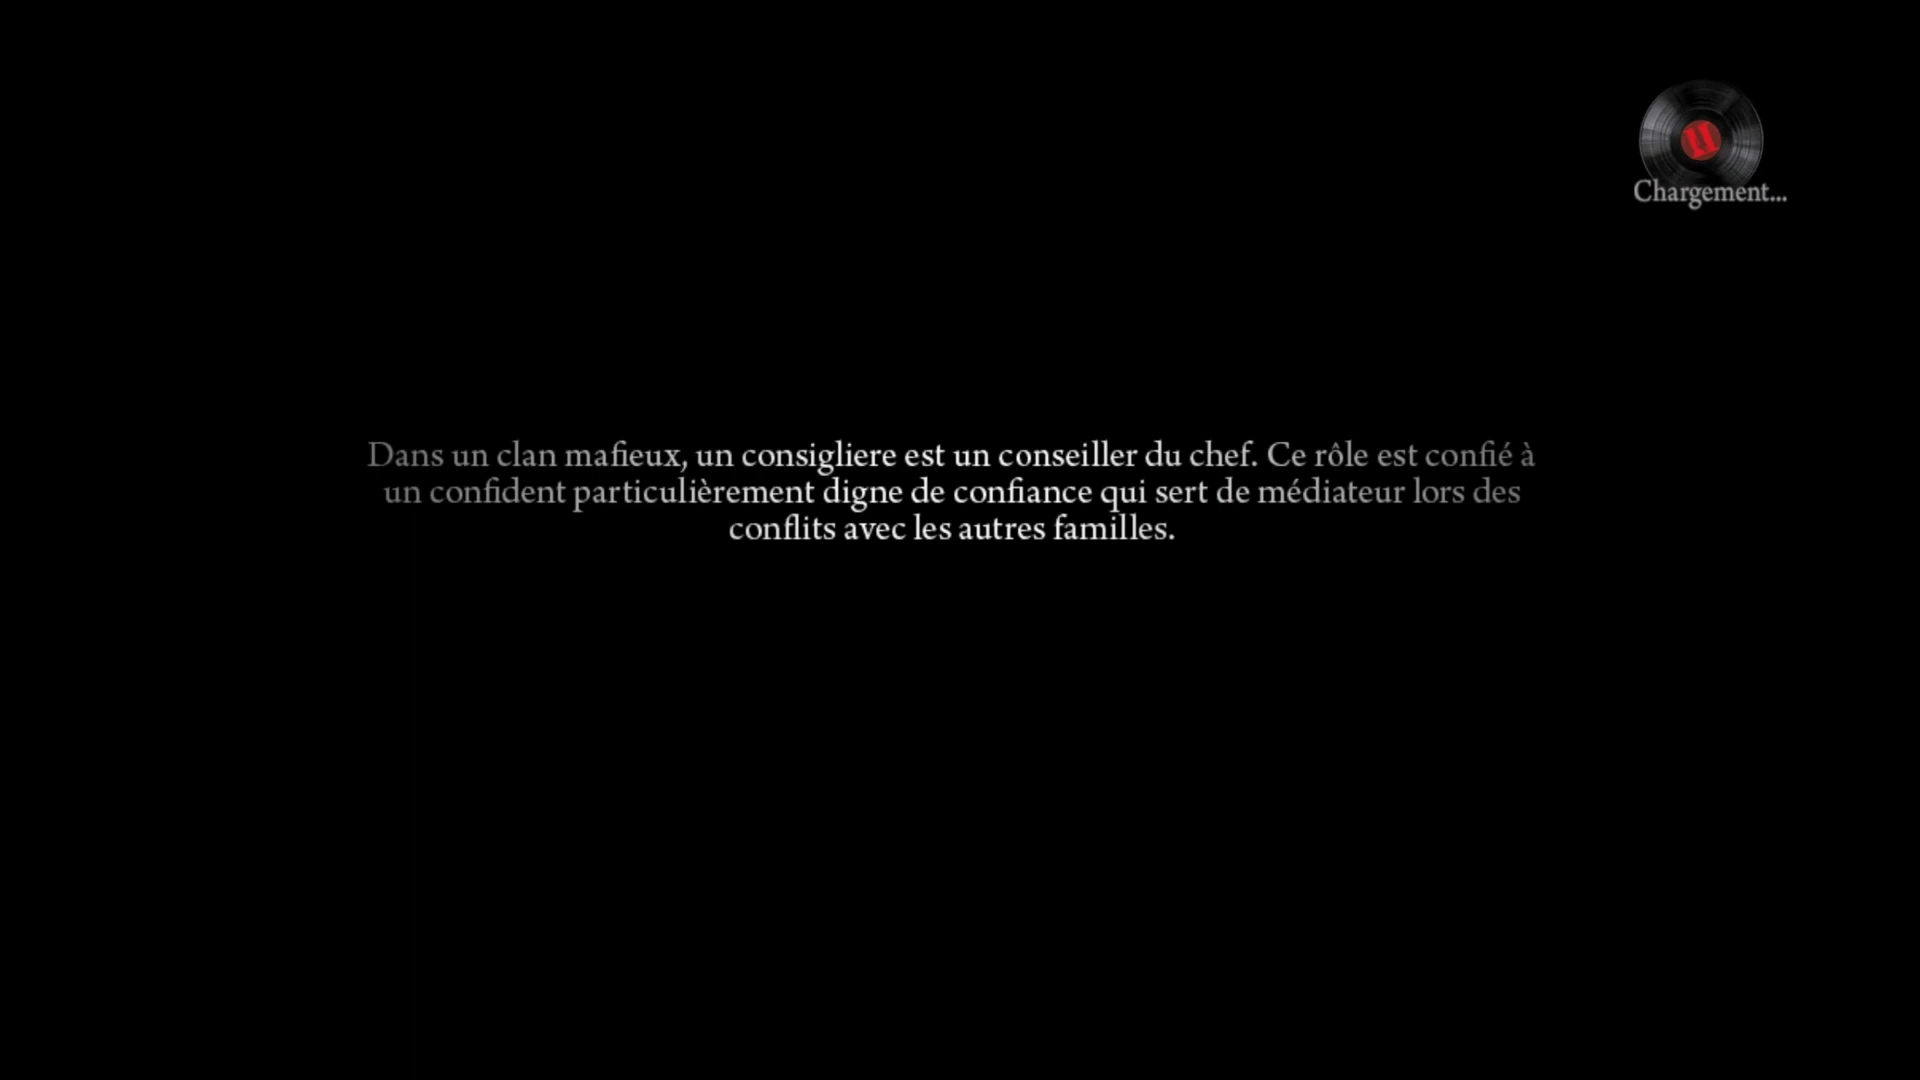 Chargement...
Dans un clan mafieux, un consigliere est un conseiller du chef. Ce rôle est confié à
un confident particulièrement digne de confiance qui sert de médiateur lors des
conflits avec les autres familles.